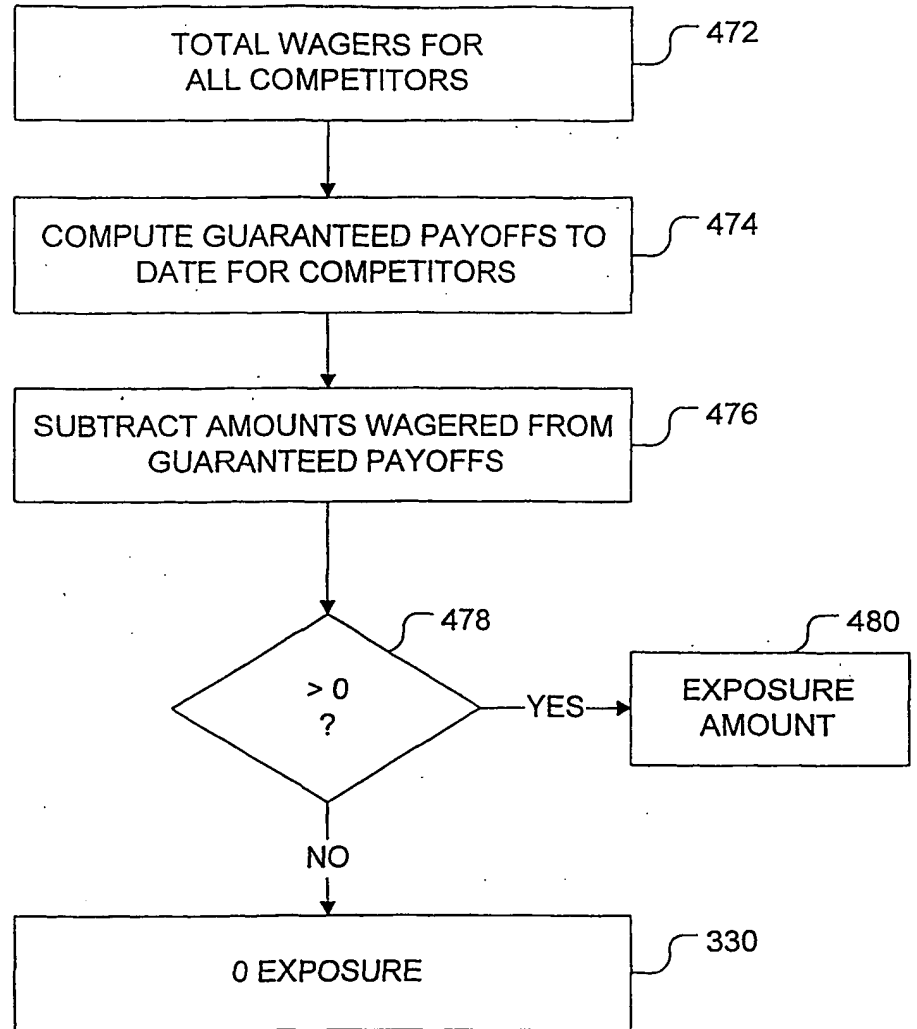 TOTAL WAGERS FOR
ALL COMPETITORS
472
COMPUTE GUARANTEED PAYOFFS TO
DATE FOR COMPETITORS
474
SUBTRACT AMOUNTS WAGERED FROM
GUARANTEED PAYOFFS
476
> 0
?
478
YES
EXPOSURE
AMOUNT
480
NO
0 EXPOSURE
330